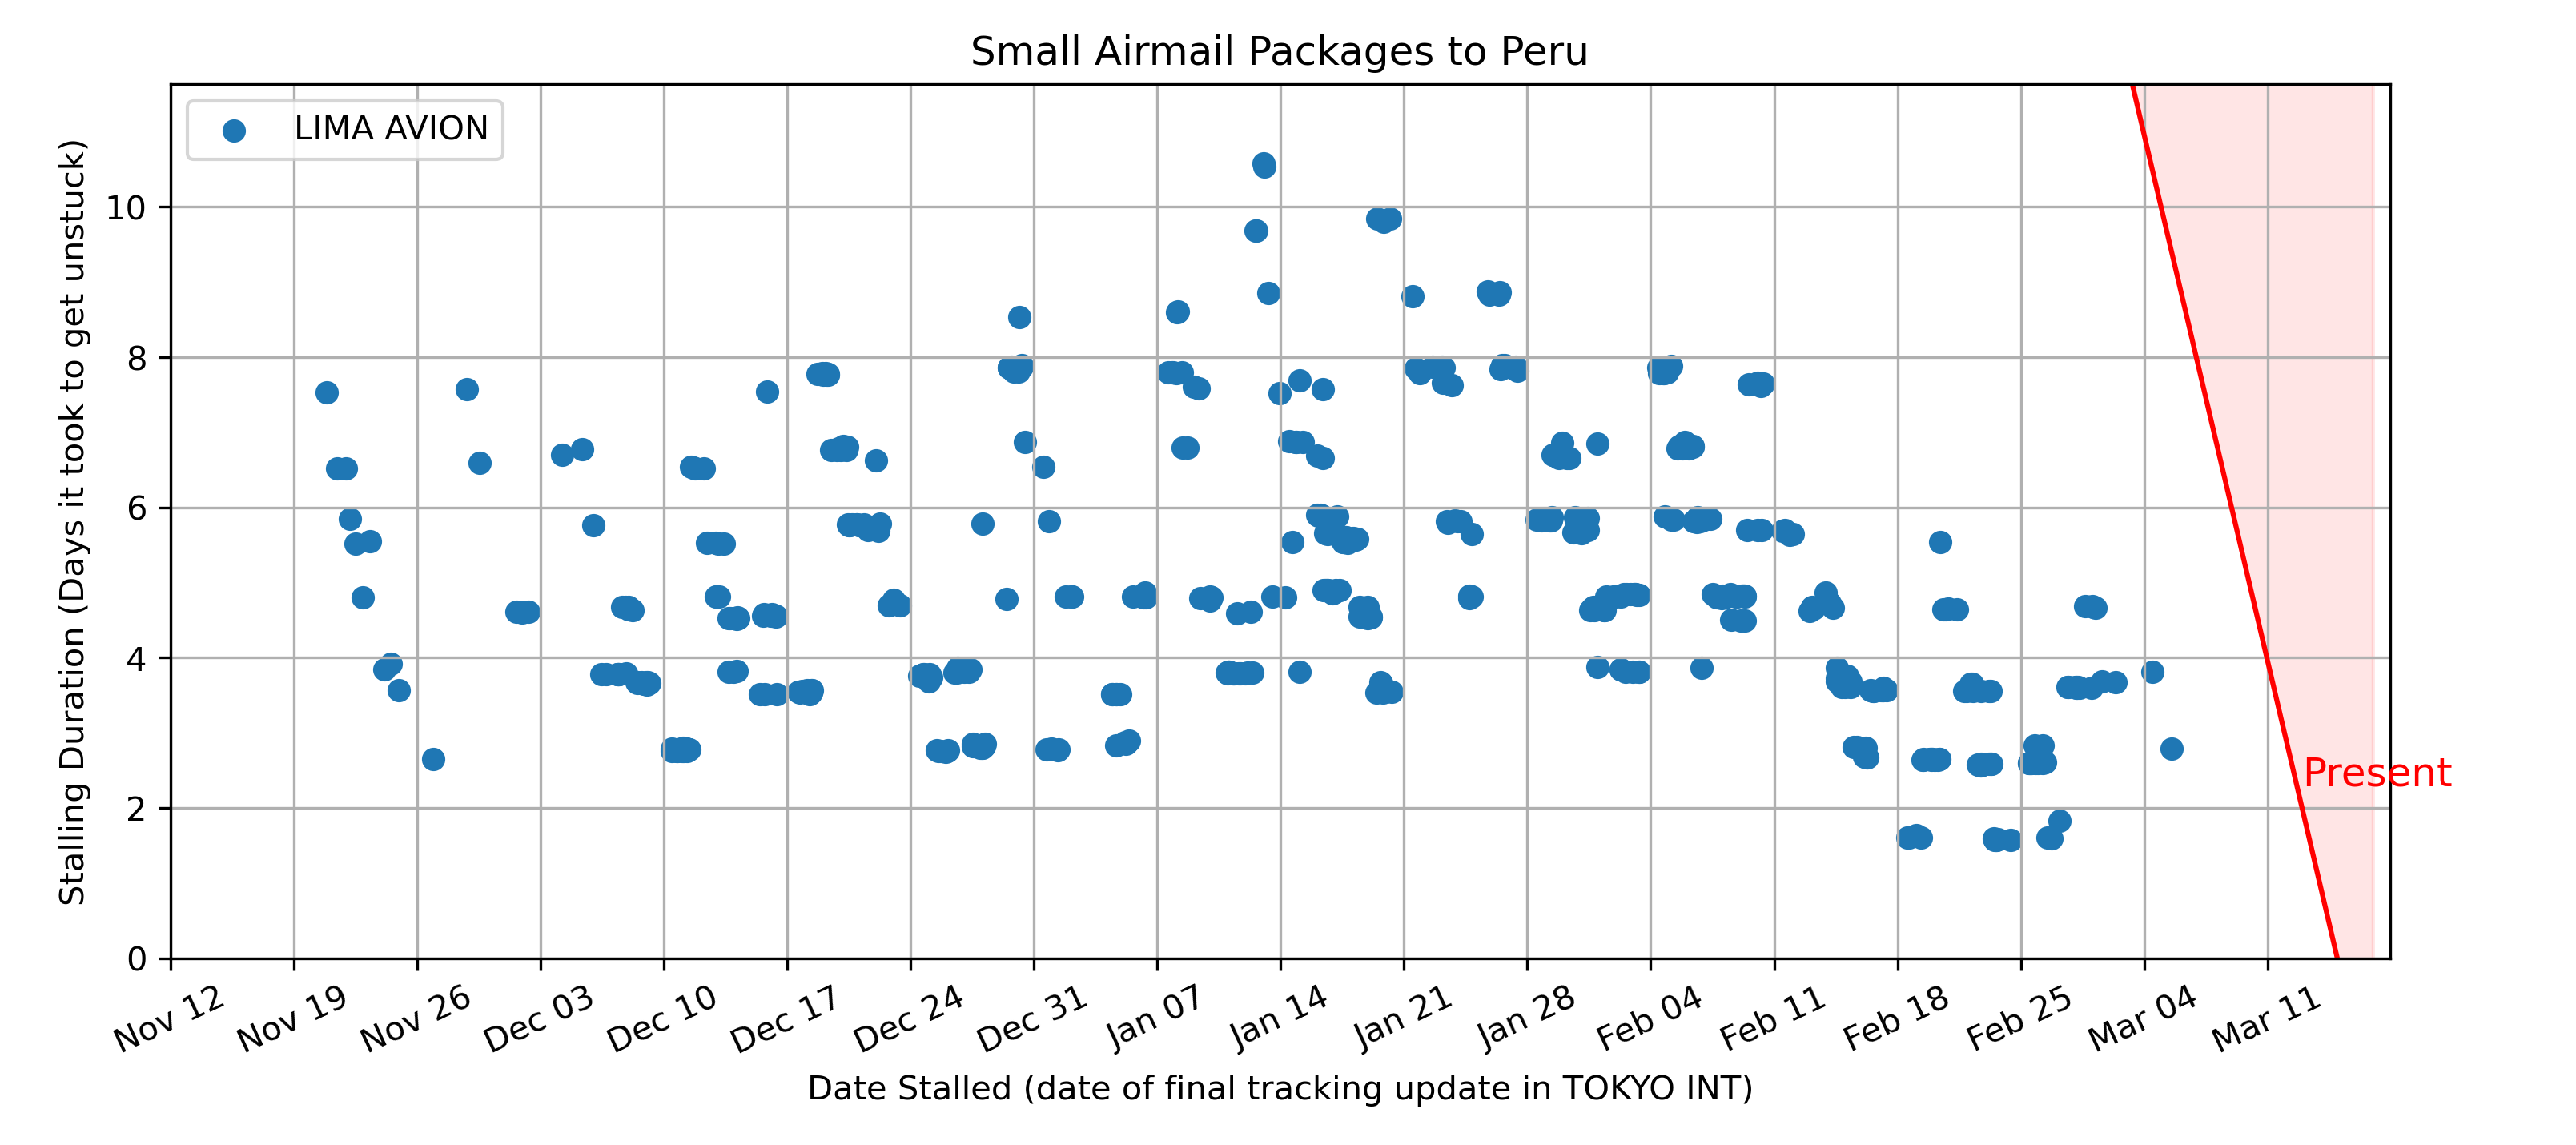 Small Airmail Packages to Peru
LIMA AVION
Stalling Duration (Days it took to get unstuck)
10
8
6
4
2
0
Present
Nov 12
Nov 19
Nov 26
Dec 03
Dec 10
Dec 17
Dec 24
Dec 31
Jan 07
Jan 14
Jan 21
Jan 28
Feb 04
Feb 11
Feb 18
Feb 25
Mar 04
Mar 11
Date Stalled (date of final tracking update in TOKYO INT)